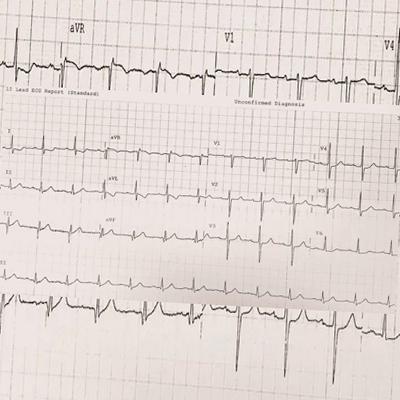 aVR V1 V4
12 Lead ECG Report (Standard)
Unconfirmed Diagnosis
I aVR V1 V4
II aVL V2 V5
III aVF V3 V6
II